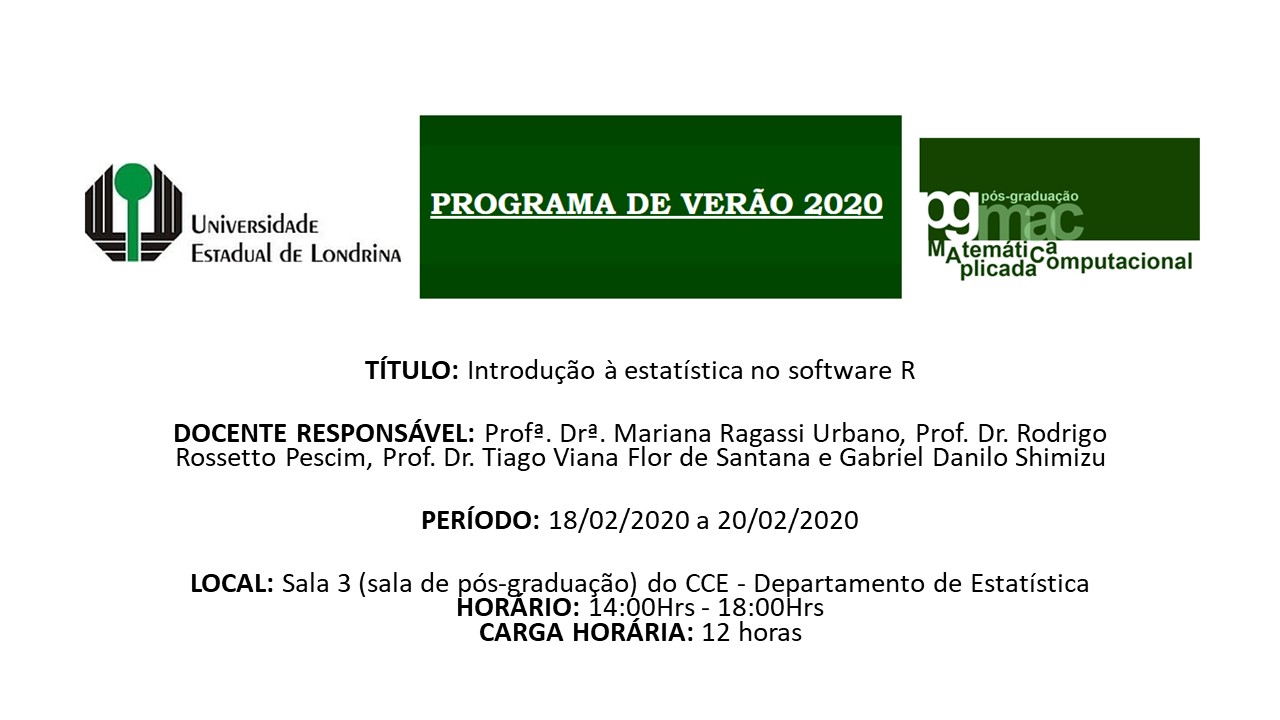 Universidade
Estadual de Londrina
PROGRAMA DE VERÃO 2020
pós-graduação
pgmac
MAtemátiCa
Aplicada Computacional
TÍTULO: Introdução à estatística no software R
DOCENTE RESPONSÁVEL: Profª. Drª. Mariana Ragassi Urbano, Prof. Dr. Rodrigo
Rossetto Pescim, Prof. Dr. Tiago Viana Flor de Santana e Gabriel Danilo Shimizu
PERÍODO: 18/02/2020 a 20/02/2020
LOCAL: Sala 3 (sala de pós-graduação) do CCE - Departamento de Estatística
HORÁRIO: 14:00Hrs - 18:00Hrs
CARGA HORÁRIA: 12 horas